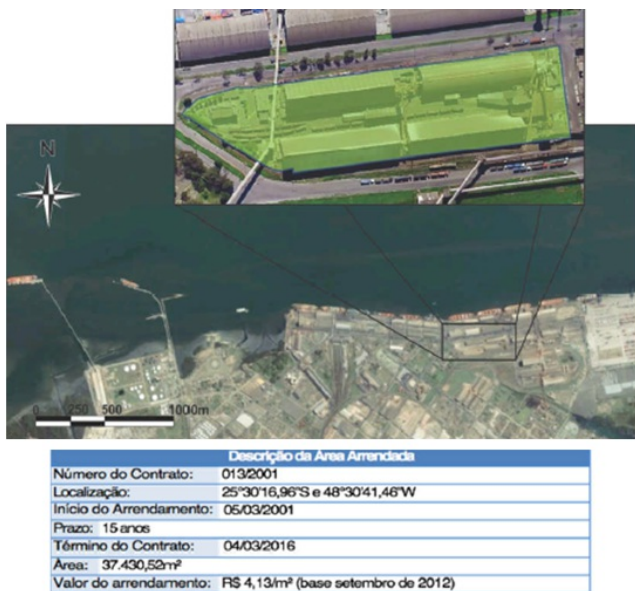 N
0 250 500 1000m
Descrição da Área Arrendada
Número do Contrato: 013/2001
Localização: 25°30'16,96"S e 48°30'41,46"W
Início do Arrendamento: 05/03/2001
Prazo: 15 anos
Término do Contrato: 04/03/2016
Área: 37.430,52m²
Valor do arrendamento: R$ 4,13/m² (base setembro de 2012)